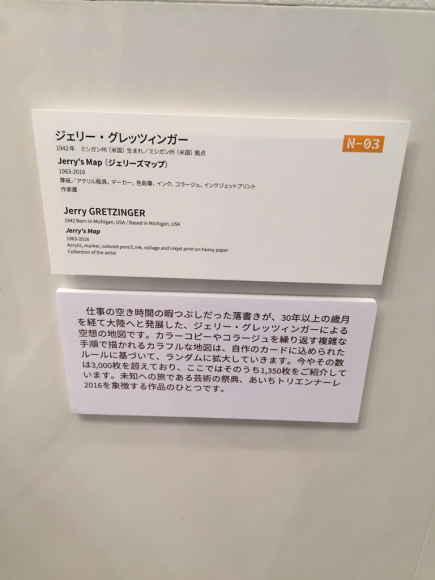 ジェリー・グレッツィンガー
N-03
1942年 ミシガン州（米国）生まれ／ミシガン州（米国）拠点
Jerry's Map（ジェリーズマップ）
1963-2016
厚紙／アクリル絵具、マーカー、色鉛筆、インク、コラージュ、インクジェットプリント
作家蔵
Jerry GRETZINGER
1942 Born in Michigan, USA / Based in Michigan, USA
Jerry's Map
1963-2016
Acrylic, marker, colored pencil, ink, collage and inkjet print on heavy paper
Collection of the artist
仕事の空き時間の暇つぶしだった落書きが、30年以上の歳月
を経て大陸へと発展した、ジェリー・グレッツィンガーによる
空想の地図です。カラーコピーやコラージュを繰り返す複雑な
手順で描かれるカラフルな地図は、自作のカードに込められた
ルールに基づいて、ランダムに拡大していきます。今やその数
は3,000枚を超えており、ここではそのうち1,350枚をご紹介して
います。未知への旅である芸術の祭典、あいちトリエンナーレ
2016を象徴する作品のひとつです。